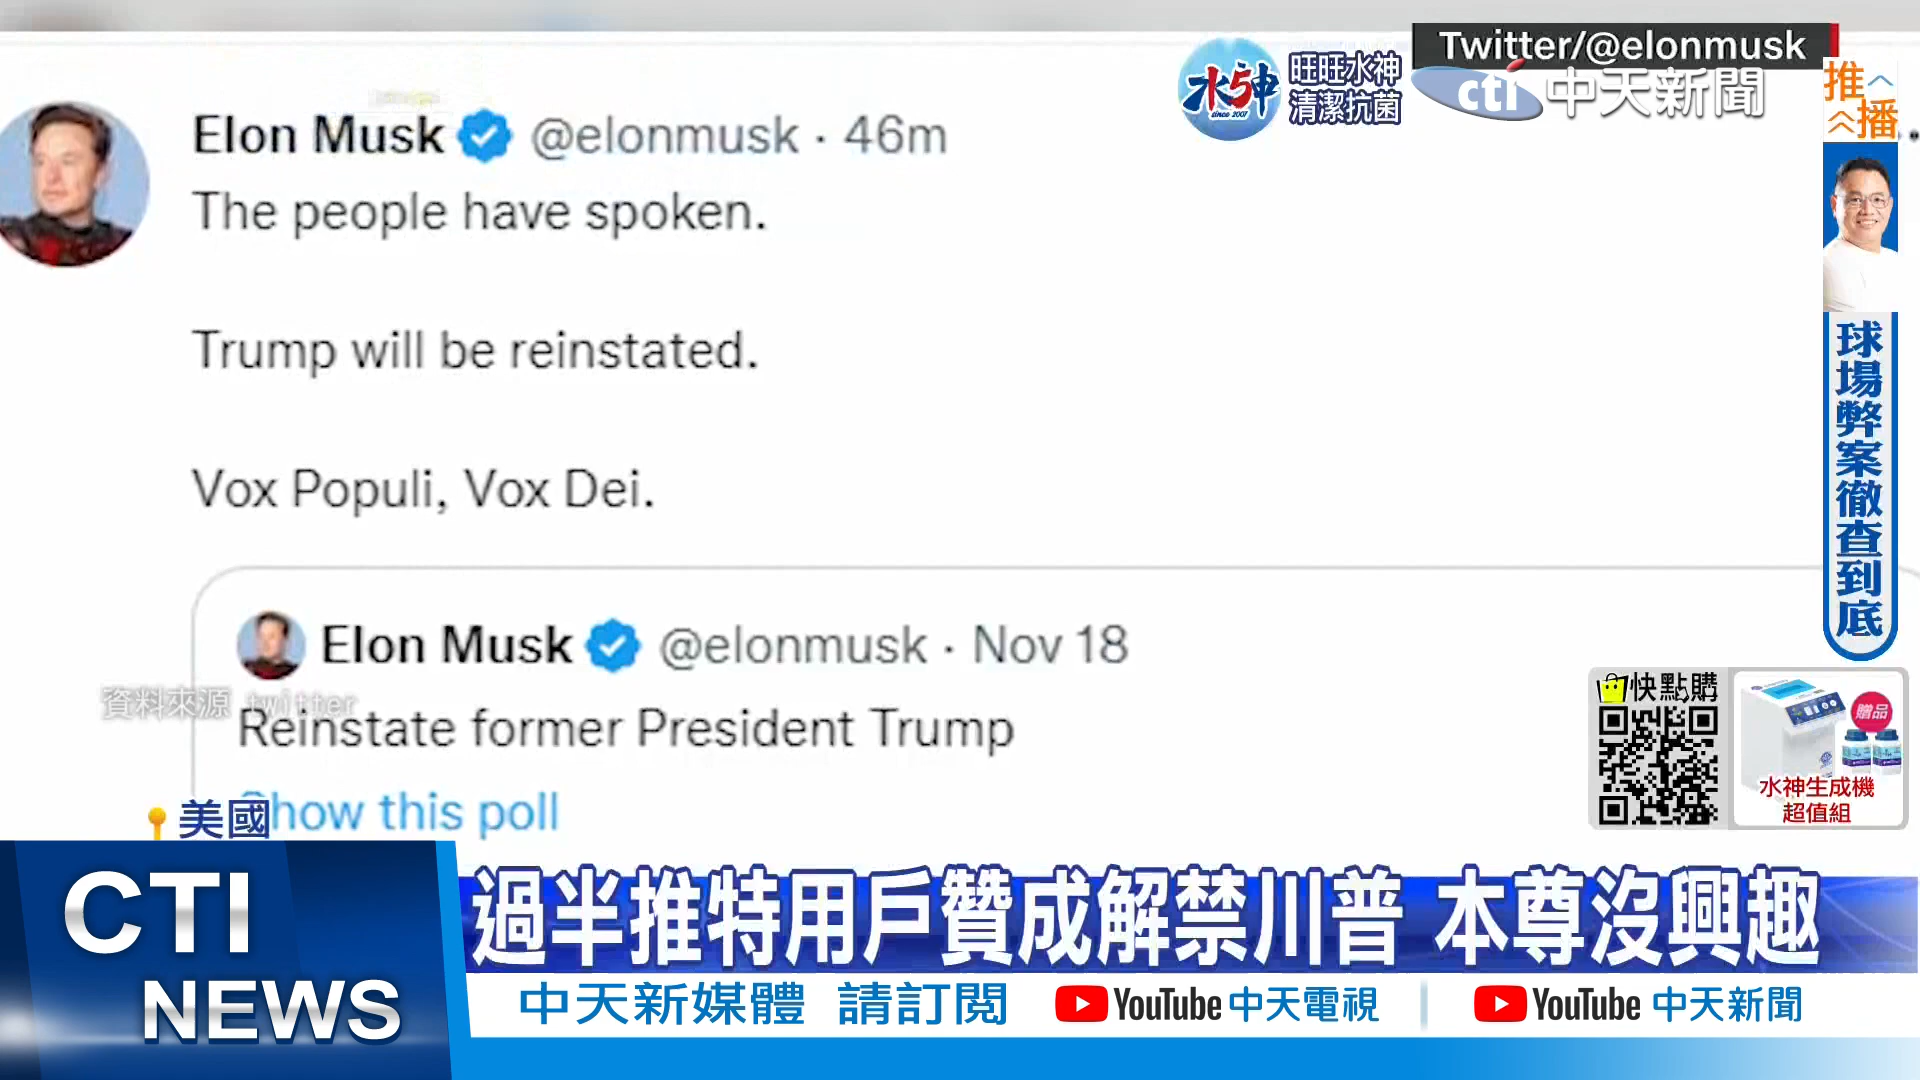 Twitter/@elonmusk
水神
since 2007
旺旺水神
清潔抗菌
cti 中天新聞
推播
Elon Musk @elonmusk · 46m
The people have spoken.
Trump will be reinstated.
Vox Populi, Vox Dei.
Elon Musk @elonmusk · Nov 18
Reinstate former President Trump
Show this poll
資料來源 twitter
球場弊案徹查到底
快點購
贈品
水神生成機
超值組
美國
CTI
NEWS
過半推特用戶贊成解禁川普 本尊沒興趣
中天新媒體 請訂閱 YouTube 中天電視 YouTube 中天新聞